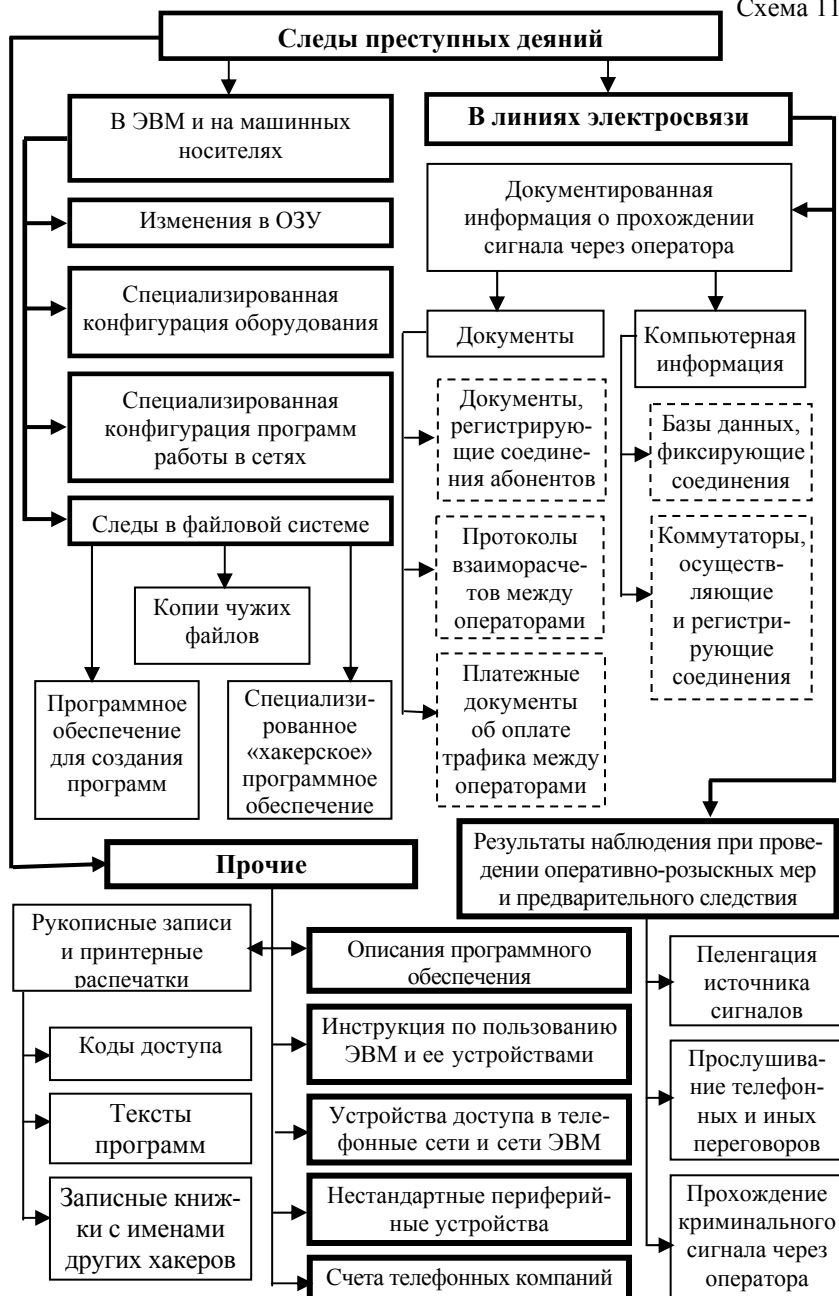 Схема 11
Следы преступных деяний
В ЭВМ и на машинных
носителях
Изменения в ОЗУ
Специализированная
конфигурация оборудования
Специализированная
конфигурация программ
работы в сетях
Следы в файловой системе
Копии чужих
файлов
Программное
обеспечение
для создания
программ
Специализи-
рованное
«хакерское»
программное
обеспечение
В линиях электросвязи
Документированная
информация о прохождении
сигнала через оператора
Документы
Документы,
регистрирую-
щие соедине-
ния абонентов
Протоколы
взаиморасче-
тов между
операторами
Платежные
документы
об оплате
трафика между
операторами
Компьютерная
информация
Базы данных,
фиксирующие
соединения
Коммутаторы,
осуществ-
ляющие
и регистри-
рующие
соединения
Результаты наблюдения при прове-
дении оперативно-розыскных мер
и предварительного следствия
Пеленгация
источника
сигналов
Прослушива-
ние телефон-
ных и иных
переговоров
Прохождение
криминального
сигнала через
оператора
Прочие
Рукописные записи
и принтерные
распечатки
Коды доступа
Тексты
программ
Записные книж-
ки с именами
других хакеров
Описания программного
обеспечения
Инструкция по пользованию
ЭВМ и ее устройствами
Устройства доступа в теле-
фонные сети и сети ЭВМ
Нестандартные периферий-
ные устройства
Счета телефонных компаний